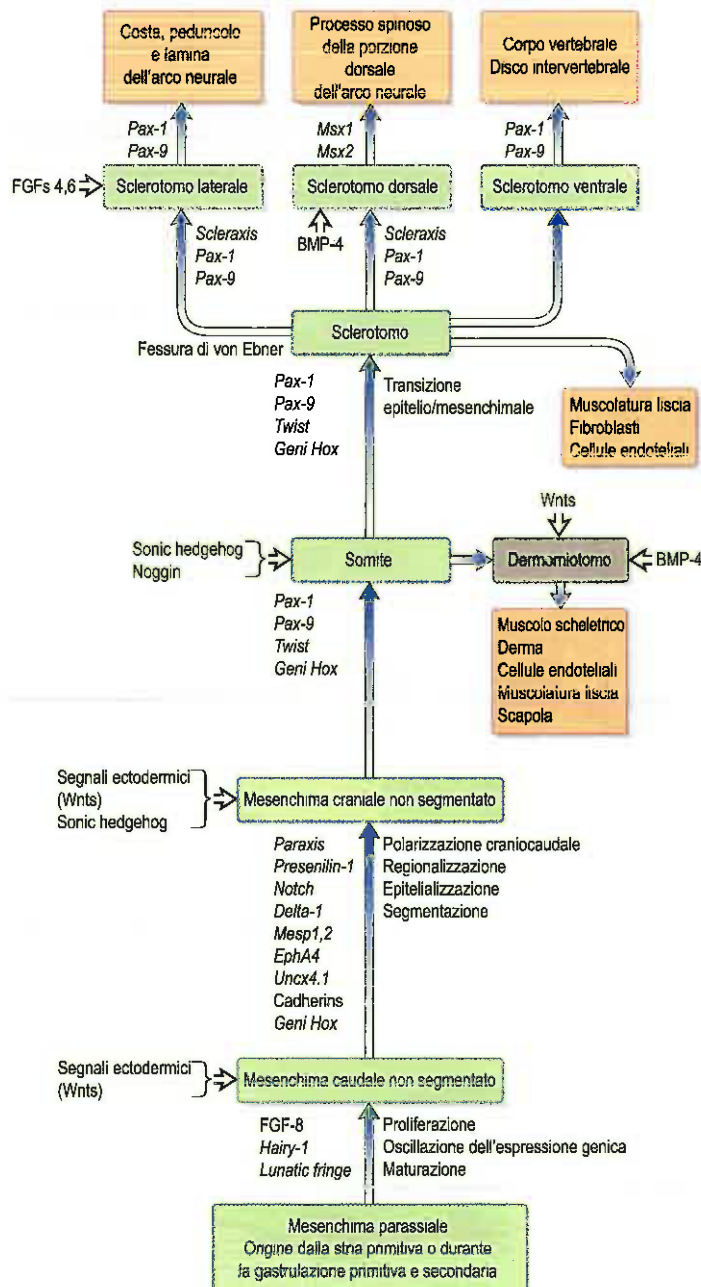 Costa, peduncolo
e lamina
dell'arco neurale
Processo spinoso
della porzione
dorsale
dell'arco neurale
Corpo vertebrale
Disco intervertebrale
Pax-1
Pax-9
Msx1
Msx2
Pax-1
Pax-9
FGFs 4,6
Sclerotomo laterale
Sclerotomo dorsale
Sclerotomo ventrale
Scleraxis
Pax-1
Pax-9
BMP-4
Scleraxis
Pax-1
Pax-9
Sclerotomo
Fessura di von Ebner
Pax-1
Pax-9
Twist
Geni Hox
Transizione
epitelio/mesenchimale
Muscolatura liscia
Fibroblasti
Cellule endoteliali
Wnts
Sonic hedgehog
Noggin
Somite
Dermomiotomo
BMP-4
Pax-1
Pax-9
Twist
Geni Hox
Muscolo scheletrico
Derma
Cellule endoteliali
Muscolatura liscia
Scapola
Segnali ectodermici
(Wnts)
Sonic hedgehog
Mesenchima craniale non segmentato
Paraxis
Presenilin-1
Notch
Delta-1
Mesp1,2
EphA4
Uncx4.1
Cadherins
Geni Hox
Polarizzazione craniocaudale
Regionalizzazione
Epitelializzazione
Segmentazione
Segnali ectodermici
(Wnts)
Mesenchima caudale non segmentato
FGF-8
Hairy-1
Lunatic fringe
Proliferazione
Oscillazione dell'espressione genica
Maturazione
Mesenchima parassiale
Origine dalla stria primitiva o durante
la gastrulazione primitiva e secondaria